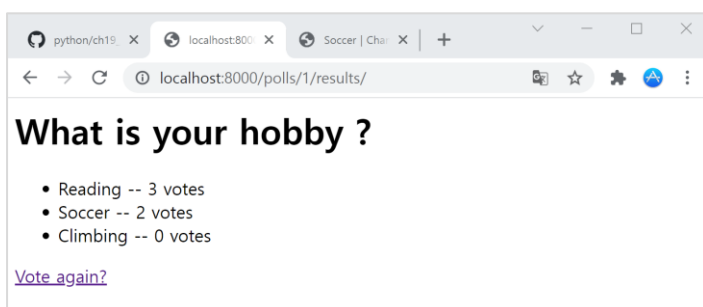 python/ch19_
localhost:800
Soccer | Char
localhost:8000/polls/1/results/
What is your hobby ?
Reading -- 3 votes
Soccer -- 2 votes
Climbing -- 0 votes
Vote again?